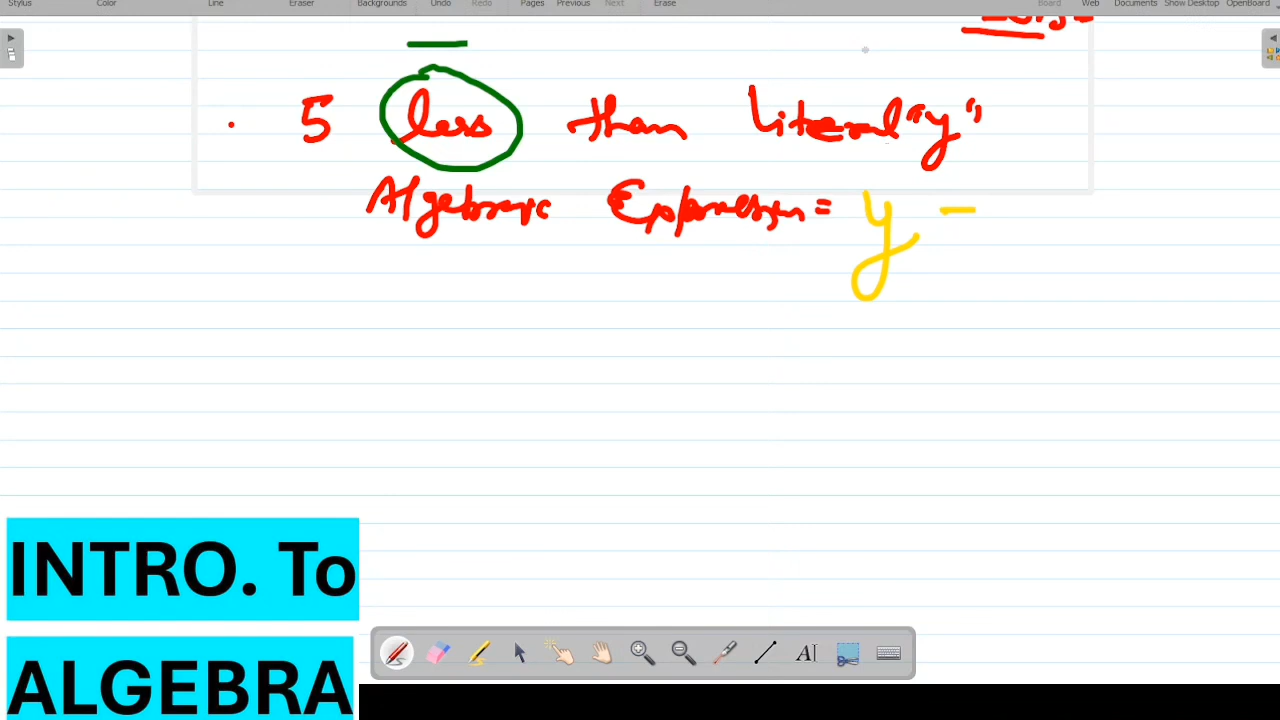 Stylus Color Line Eraser Backgrounds Undo Redo Pages Previous Next Erase Board Web Documents Show Desktop OpenBoard
. 5 less than Literal "y"
Algebraic Expression = y -
INTRO. To
ALGEBRA